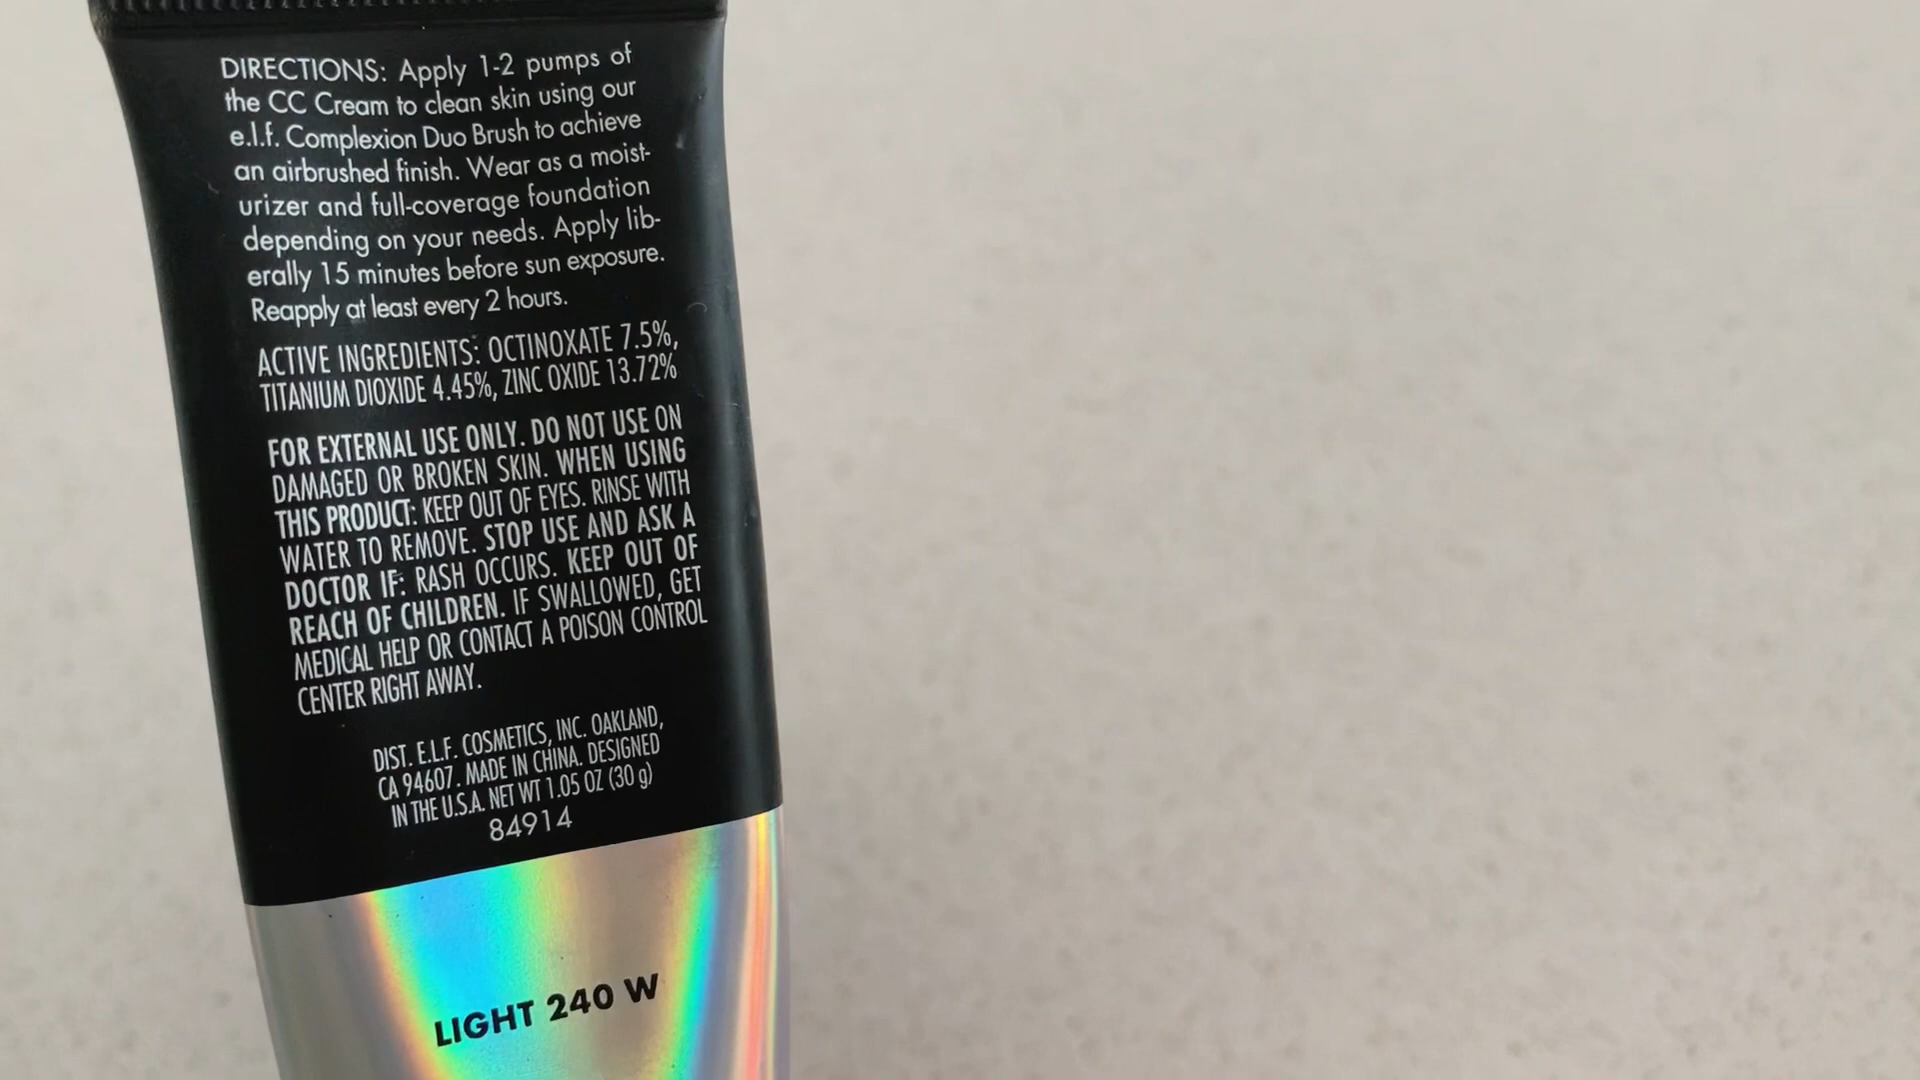 DIRECTIONS: Apply 1-2 pumps of
the CC Cream to clean skin using our
e.l.f. Complexion Duo Brush to achieve
an airbrushed finish. Wear as a moist-
urizer and full-coverage foundation
depending on your needs. Apply lib-
erally 15 minutes before sun exposure.
Reapply at least every 2 hours.
ACTIVE INGREDIENTS: OCTINOXATE 7.5%,
TITANIUM DIOXIDE 4.45%, ZINC OXIDE 13.72%
FOR EXTERNAL USE ONLY. DO NOT USE ON
DAMAGED OR BROKEN SKIN. WHEN USING
THIS PRODUCT: KEEP OUT OF EYES. RINSE WITH
WATER TO REMOVE. STOP USE AND ASK A
DOCTOR IF: RASH OCCURS. KEEP OUT OF
REACH OF CHILDREN. IF SWALLOWED, GET
MEDICAL HELP OR CONTACT A POISON CONTROL
CENTER RIGHT AWAY.
DIST. E.L.F. COSMETICS, INC. OAKLAND,
CA 94607. MADE IN CHINA. DESIGNED
IN THE U.S.A. NET WT 1.05 OZ (30 g)
84914
LIGHT 240 W